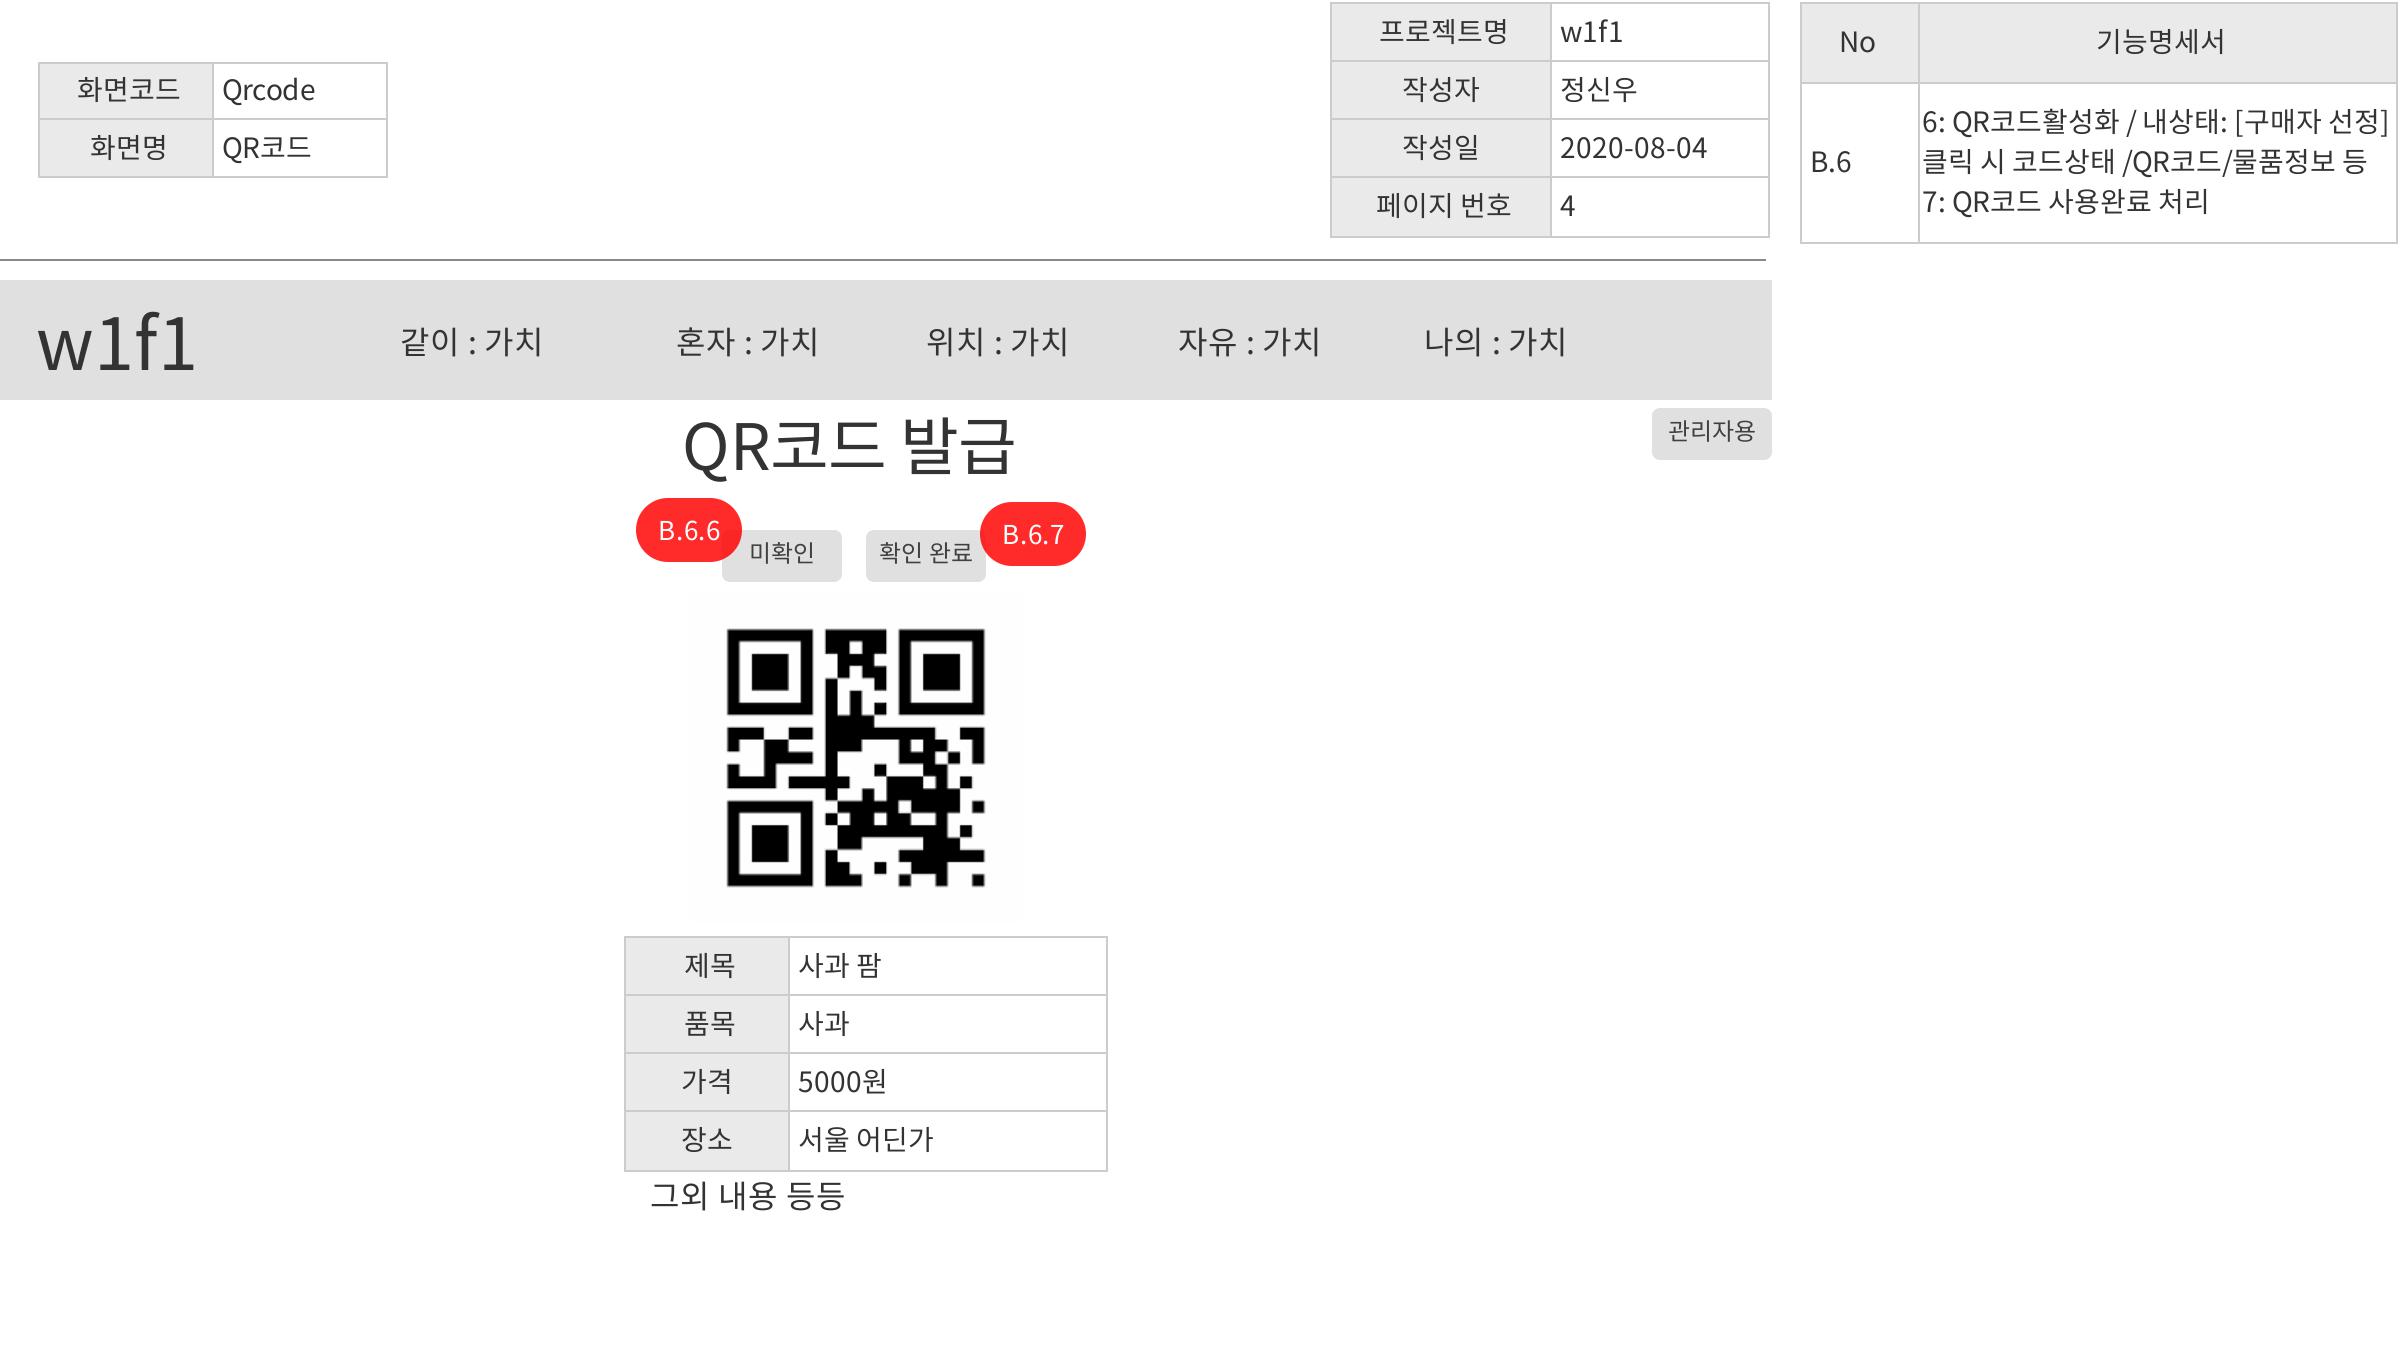 화면코드 Qrcode
화면명 QR코드
프로젝트명 w1f1
작성자 정신우
작성일 2020-08-04
페이지 번호 4
No 기능명세서
B.6
6: QR코드활성화 / 내상태: [구매자 선정]
클릭 시 코드상태 /QR코드/물품정보 등
7: QR코드 사용완료 처리
w1f1 같이 : 가치 혼자 : 가치 위치 : 가치 자유 : 가치 나의 : 가치
관리자용
QR코드 발급
B.6.6 미확인 확인 완료 B.6.7
제목 사과 팜
품목 사과
가격 5000원
장소 서울 어딘가
그외 내용 등등